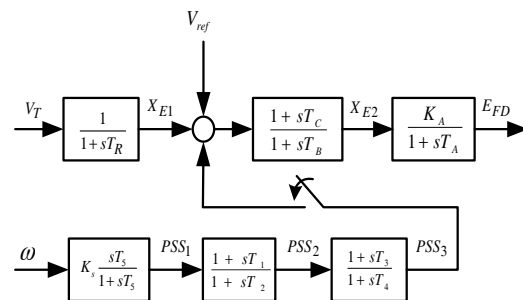 V_ref
V_T
1
1+sT_R
X_E1
1+sT_C
1+sT_B
X_E2
K_A
1+sT_A
E_FD
ω
K_s sT_5
1+sT_5
PSS_1
1 + sT_1
1 + sT_2
PSS_2
1+sT_3
1+sT_4
PSS_3